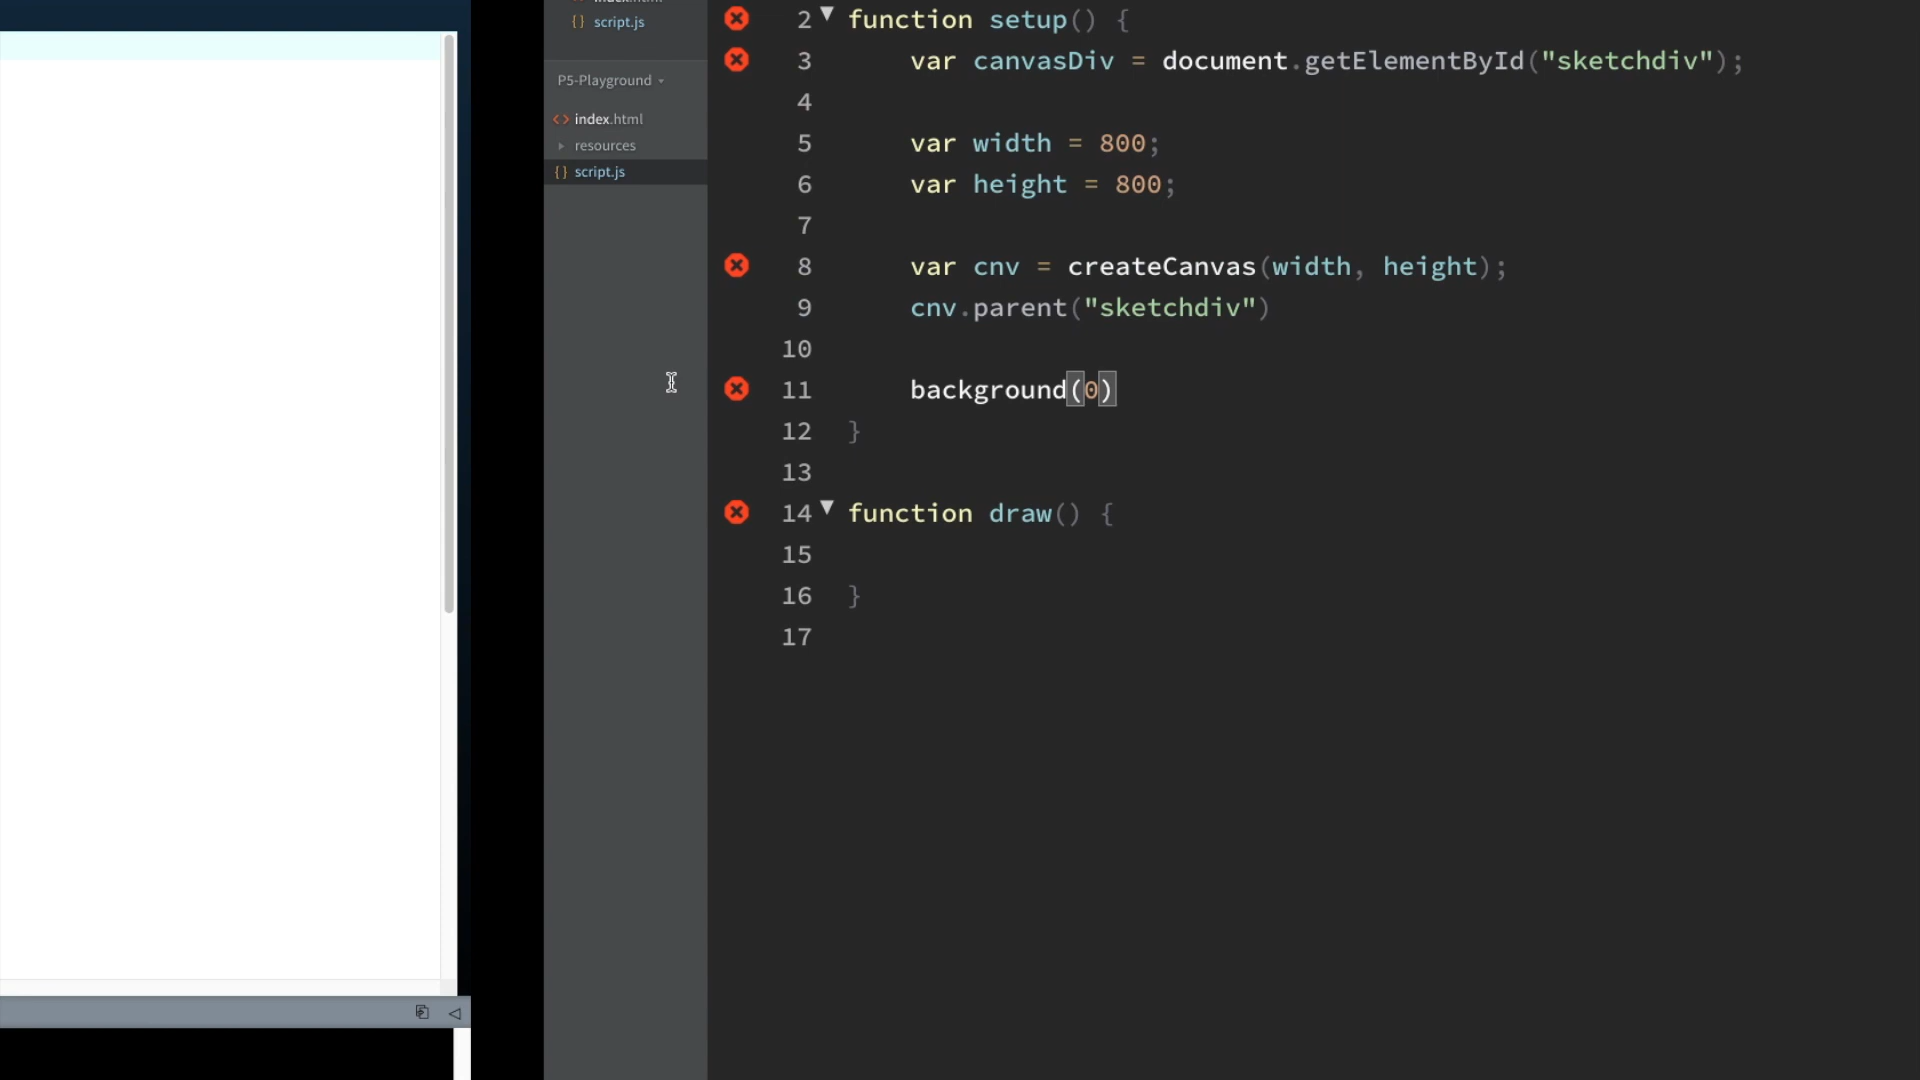 index.html
{} script.js
P5-Playground
<> index.html
resources
{} script.js
2 function setup() {
3 var canvasDiv = document.getElementById("sketchdiv");
4
5 var width = 800;
6 var height = 800;
7
8 var cnv = createCanvas(width, height);
9 cnv.parent("sketchdiv")
10
11 background(0)
12 }
13
14 function draw() {
15
16 }
17